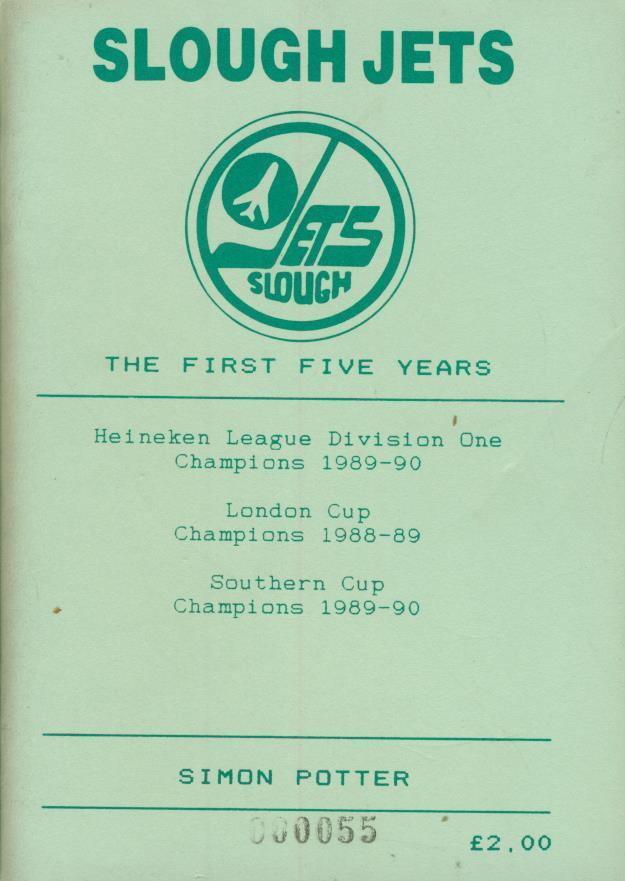 SLOUGH JETS
JETS
SLOUGH
THE FIRST FIVE YEARS
Heineken League Division One
Champions 1989-90
London Cup
Champions 1988-89
Southern Cup
Champions 1989-90
SIMON POTTER
000055
£2.00